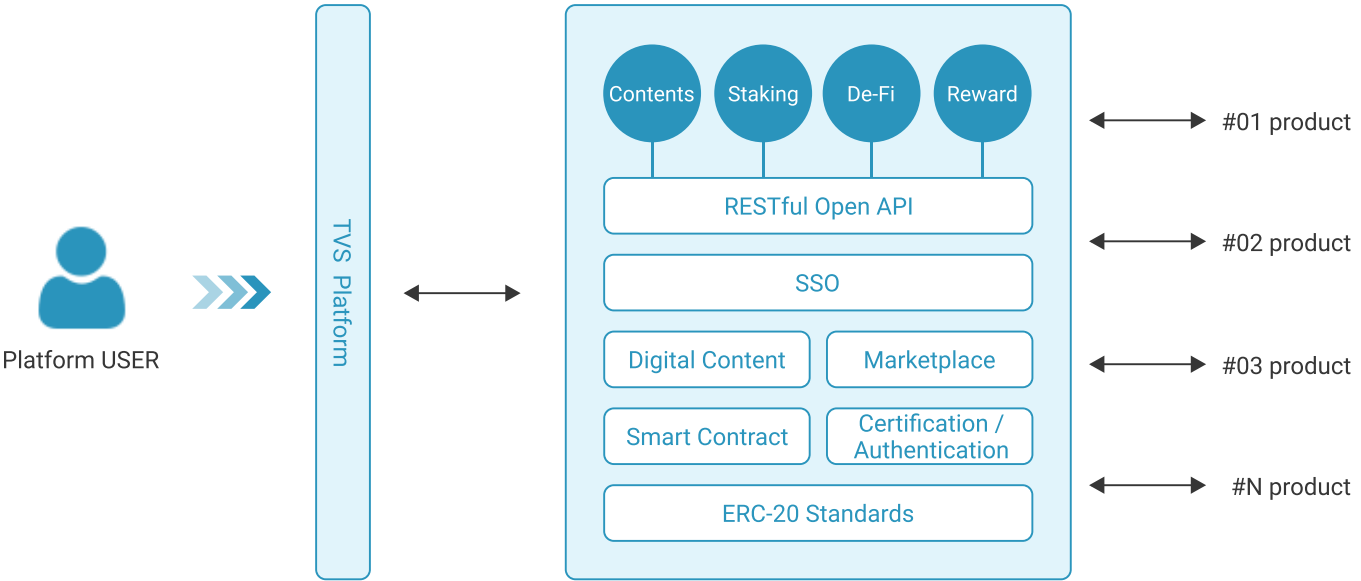 Platform USER
TVS Platform
Contents
Staking
De-Fi
Reward
RESTful Open API
SSO
Digital Content
Marketplace
Smart Contract
Certification /
Authentication
ERC-20 Standards
#01 product
#02 product
#03 product
#N product